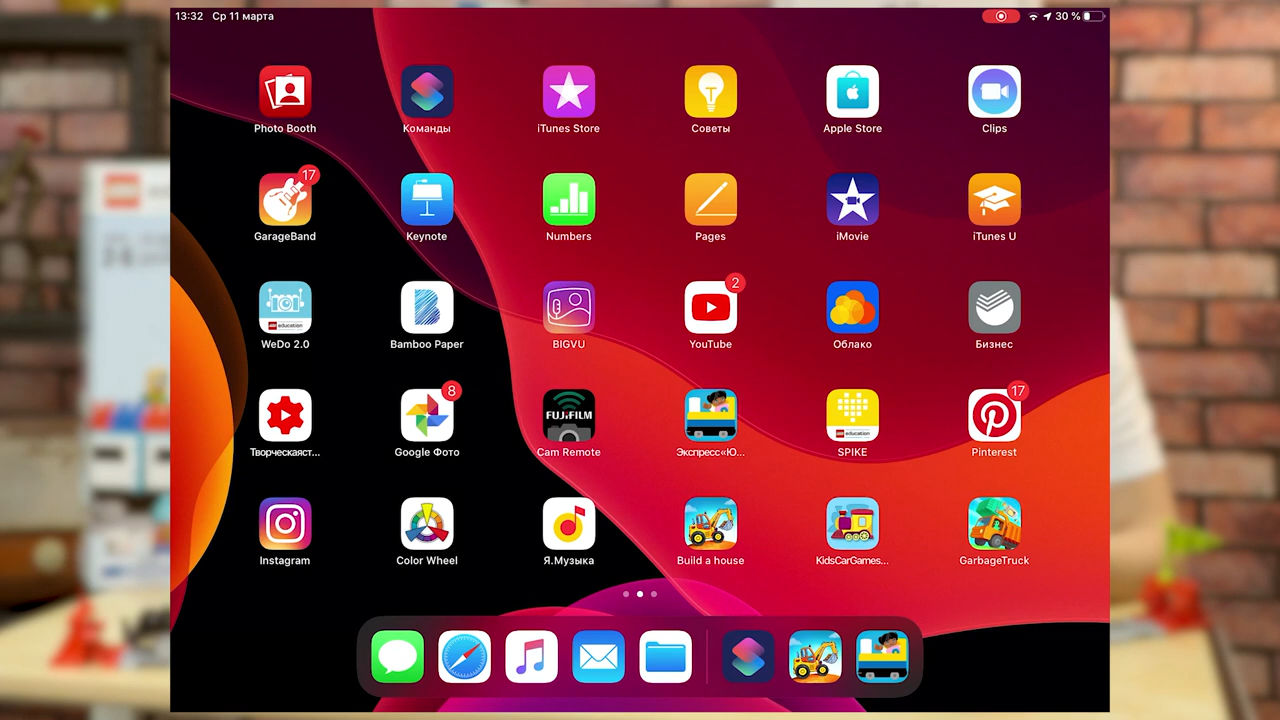 13:32 Ср 11 марта
30 %
Photo Booth
Команды
iTunes Store
Советы
Apple Store
Clips
17
GarageBand
Keynote
Numbers
Pages
iMovie
iTunes U
education
WeDo 2.0
Bamboo Paper
BIGVU
2
YouTube
Облако
Бизнес
Творческаяст...
8
Google Фото
FUJIFILM
Cam Remote
Экспресс«Ю...
education
SPIKE
17
Pinterest
Instagram
Color Wheel
Я.Музыка
Build a house
KidsCarGames...
GarbageTruck